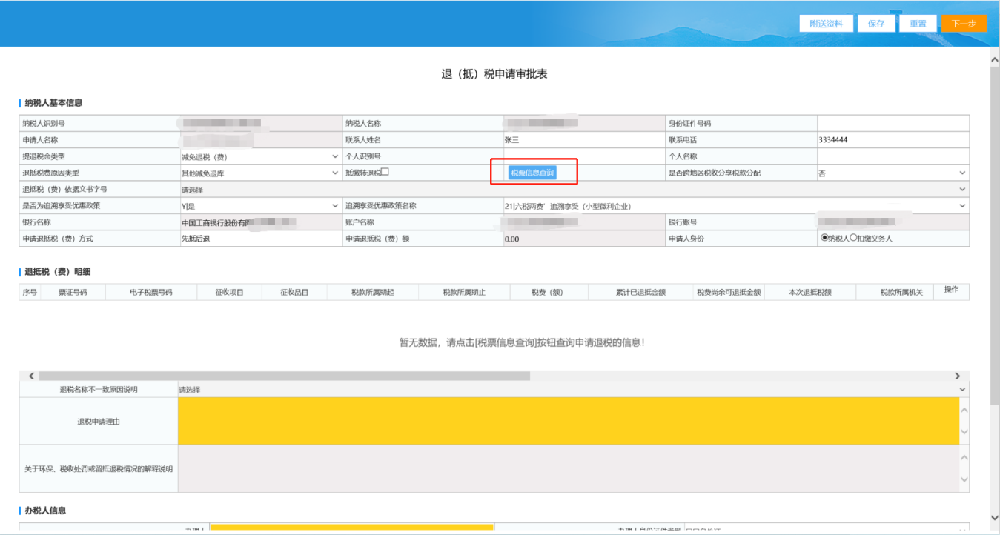 附送资料 保存 重置 下一步
退（抵）税申请审批表
纳税人基本信息
纳税人识别号 纳税人名称 身份证件号码
申请人名称 联系人姓名 张三 联系电话 3334444
提退税金类型 减免退税（费） 个人识别号 个人名称
退抵税费原因类型 其他减免退库 抵缴转退税 税票信息查询 是否跨地区税收分享税款分配 否
退抵税（费）依据文书字号 请选择
是否为追溯享受优惠政策 Y|是 追溯享受优惠政策名称 21|六税两费’追溯享受（小型微利企业）
银行名称 中国工商银行股份有限 账户名称 银行账号
申请退抵税（费）方式 先抵后退 申请退抵税（费）额 0.00 申请人身份 纳税人 扣缴义务人
退抵税（费）明细
序号 票证号码 电子税票号码 征收项目 征收品目 税款所属期起 税款所属期止 税费（额） 累计已退抵金额 税费尚余可退抵金额 本次退抵税额 税款所属机关 操作
暂无数据，请点击[税票信息查询]按钮查询申请退税的信息！
退税名称不一致原因说明 请选择
退税申请理由
关于环保、税收处罚或留抵退税情况的解释说明
办税人信息
办理人 办理人身份证件类型